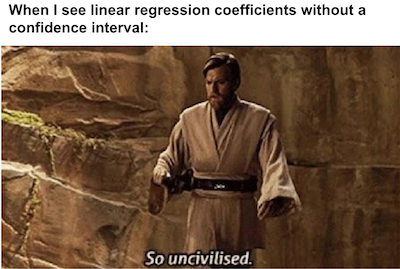 When I see linear regression coefficients without a
confidence interval:
So uncivilised.